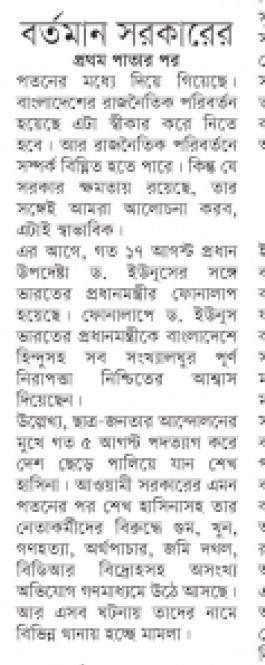 বর্তমান সরকারের
প্রথম পাতার পর
পতনের মধ্যে দিয়ে গিয়েছে।
বাংলাদেশের রাজনৈতিক পরিবর্তন
হয়েছে এটা স্বীকার করে নিতে
হবে। আর রাজনৈতিক পরিবর্তনে
সম্পর্ক বিঘ্নিত হতে পারে। কিন্তু যে
সরকার ক্ষমতায় রয়েছে, তার
সঙ্গেই আমরা আলোচনা করব,
এটাই স্বাভাবিক।
এর আগে, গত ১৭ আগস্ট প্রধান
উপদেষ্টা ড. ইউনূসের সঙ্গে
ভারতের প্রধানমন্ত্রীর ফোনালাপ
হয়েছে। ফোনালাপে ড. ইউনূস
ভারতের প্রধানমন্ত্রীকে বাংলাদেশে
হিন্দুসহ সব সংখ্যালঘুর পূর্ণ
নিরাপত্তা নিশ্চিতের আশ্বাস
দিয়েছেন।
উল্লেখ্য, ছাত্র-জনতার আন্দোলনের
মুখে গত ৫ আগস্ট পদত্যাগ করে
দেশ ছেড়ে পালিয়ে যান শেখ
হাসিনা। আওয়ামী সরকারের এমন
পতনের পর শেখ হাসিনাসহ তার
নেতাকর্মীদের বিরুদ্ধে গুম, খুন,
গণহত্যা, অর্থপাচার, জমি দখল,
বিডিআর বিদ্রোহসহ অসংখ্য
অভিযোগ গণমাধ্যমে উঠে আসছে।
আর এসব ঘটনায় তাদের নামে
বিভিন্ন থানায় হচ্ছে মামলা।